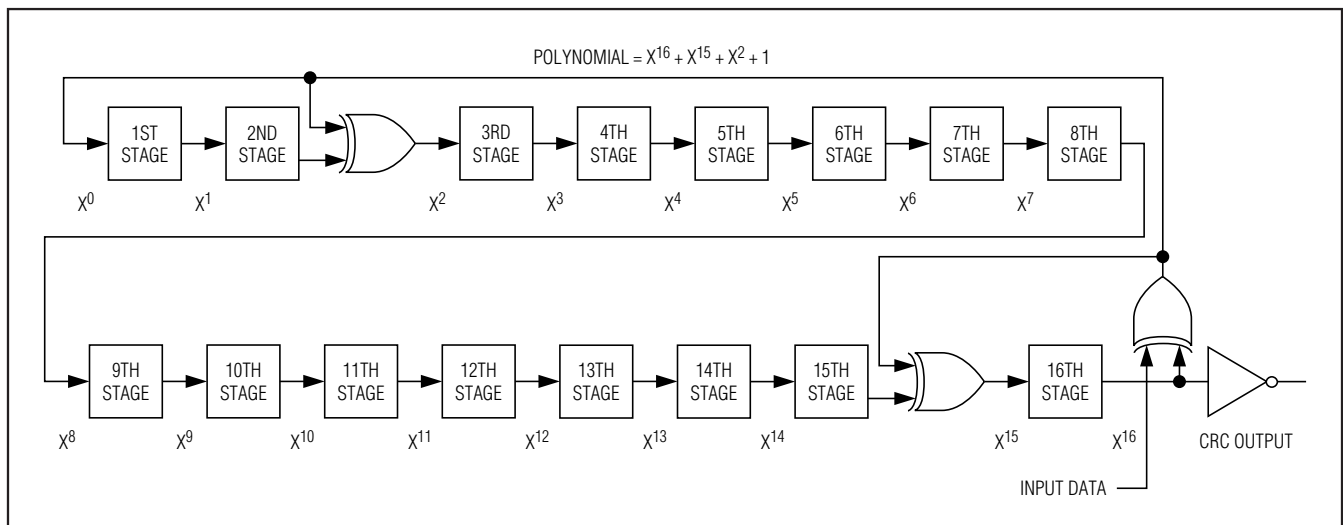 POLYNOMIAL = X¹⁶ + X¹⁵ + X² + 1
1ST
STAGE
2ND
STAGE
3RD
STAGE
4TH
STAGE
5TH
STAGE
6TH
STAGE
7TH
STAGE
8TH
STAGE
X⁰ X¹ X² X³ X⁴ X⁵ X⁶ X⁷
9TH
STAGE
10TH
STAGE
11TH
STAGE
12TH
STAGE
13TH
STAGE
14TH
STAGE
15TH
STAGE
16TH
STAGE
X⁸ X⁹ X¹⁰ X¹¹ X¹² X¹³ X¹⁴ X¹⁵ X¹⁶
CRC OUTPUT
INPUT DATA